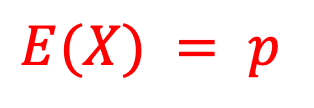 E(X) = p